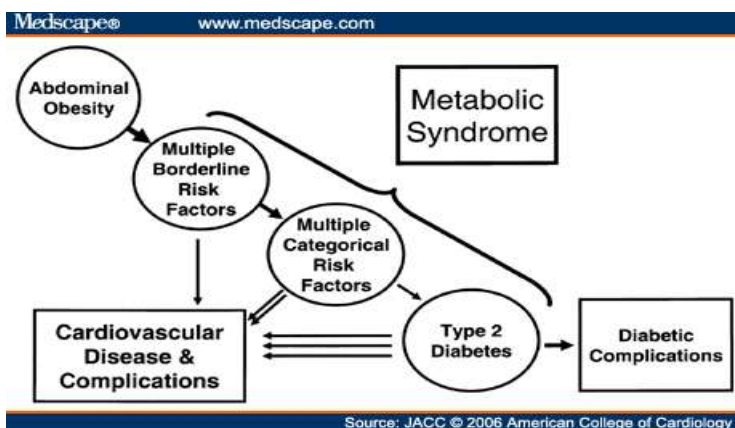 Medscape® www.medscape.com
Abdominal
Obesity
Metabolic
Syndrome
Multiple
Borderline
Risk
Factors
Multiple
Categorical
Risk
Factors
Cardiovascular
Disease &
Complications
Type 2
Diabetes
Diabetic
Complications
Source: JACC © 2006 American College of Cardiology